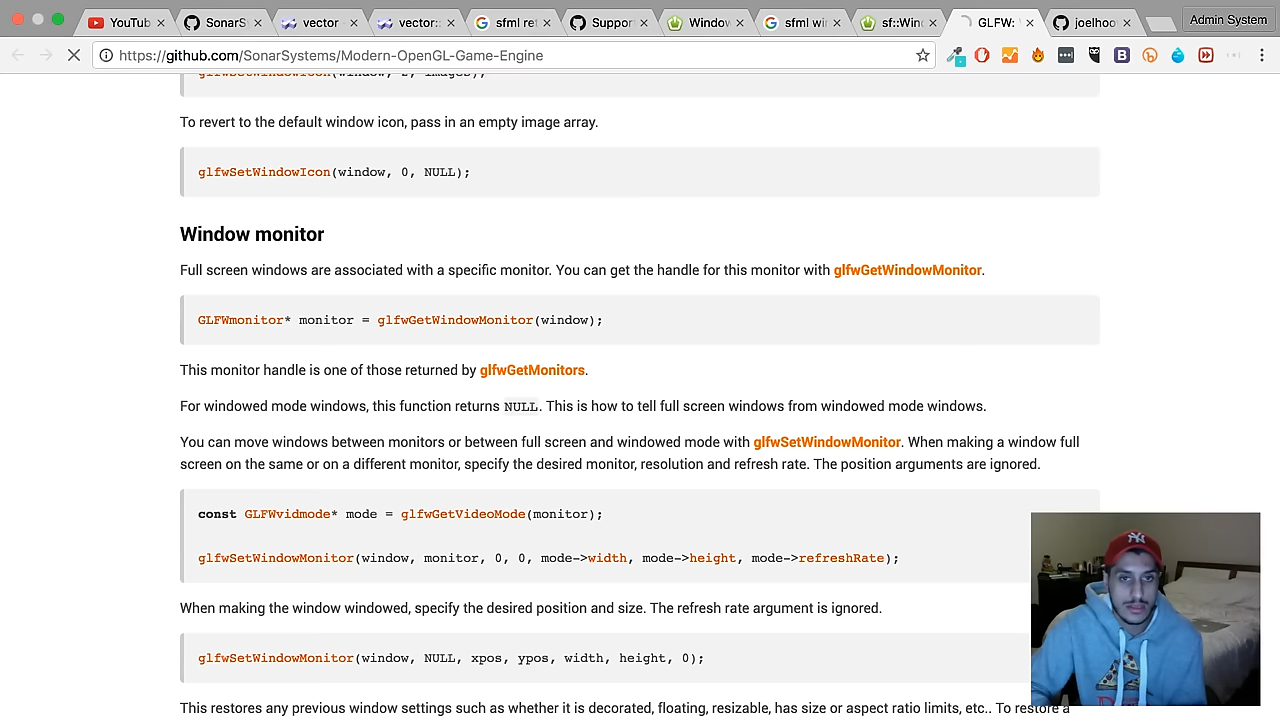 YouTube
SonarS
vector
vector::
sfml ret
Suppor
Window
sfml wi
sf::Win
GLFW:
joelhoo
Admin System
https://github.com/SonarSystems/Modern-OpenGL-Game-Engine
glfwSetWindowIcon(window, 2, images);
To revert to the default window icon, pass in an empty image array.
glfwSetWindowIcon(window, 0, NULL);
Window monitor
Full screen windows are associated with a specific monitor. You can get the handle for this monitor with glfwGetWindowMonitor.
GLFWmonitor* monitor = glfwGetWindowMonitor(window);
This monitor handle is one of those returned by glfwGetMonitors.
For windowed mode windows, this function returns NULL. This is how to tell full screen windows from windowed mode windows.
You can move windows between monitors or between full screen and windowed mode with glfwSetWindowMonitor. When making a window full
screen on the same or on a different monitor, specify the desired monitor, resolution and refresh rate. The position arguments are ignored.
const GLFWvidmode* mode = glfwGetVideoMode(monitor);
glfwSetWindowMonitor(window, monitor, 0, 0, mode->width, mode->height, mode->refreshRate);
When making the window windowed, specify the desired position and size. The refresh rate argument is ignored.
glfwSetWindowMonitor(window, NULL, xpos, ypos, width, height, 0);
This restores any previous window settings such as whether it is decorated, floating, resizable, has size or aspect ratio limits, etc.. To restore a